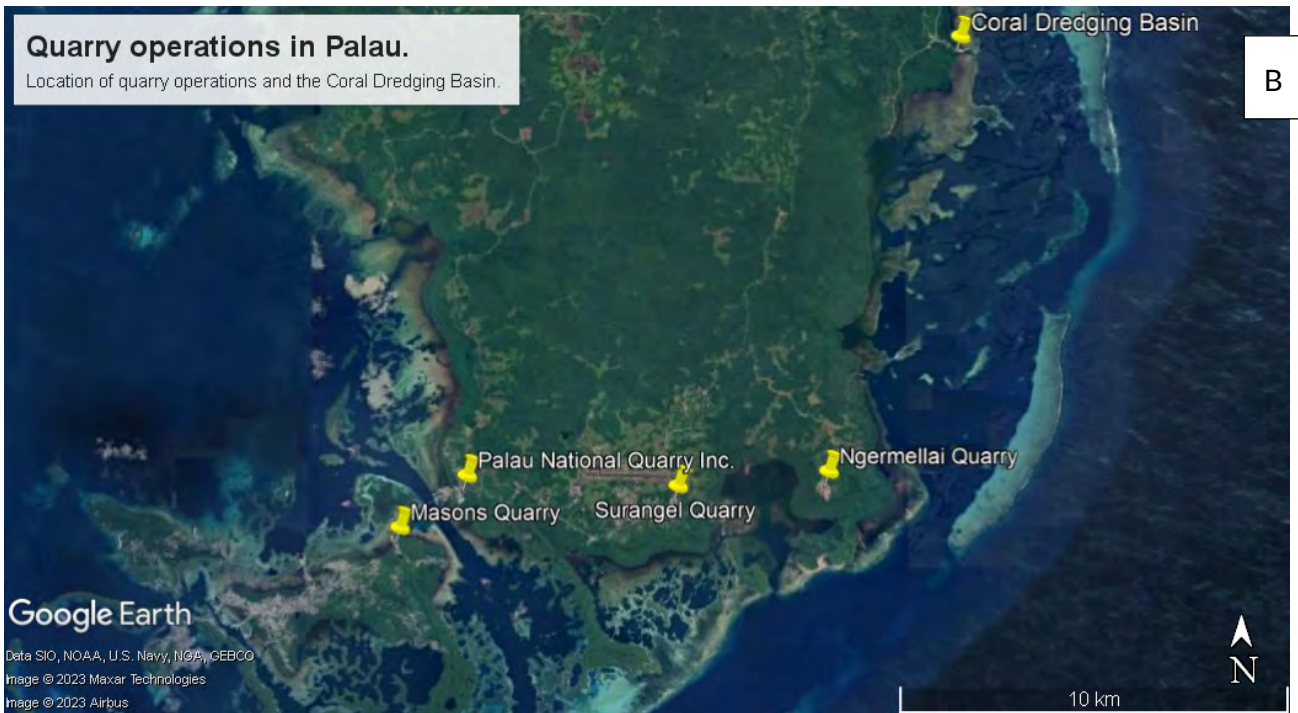 Quarry operations in Palau.
Location of quarry operations and the Coral Dredging Basin.
Coral Dredging Basin
B
Palau National Quarry Inc.
Ngermellai Quarry
Masons Quarry
Surangel Quarry
Google Earth
Data SIO, NOAA, U.S. Navy, NGA, GEBCO
Image © 2023 Maxar Technologies
Image © 2023 Airbus
N
10 km